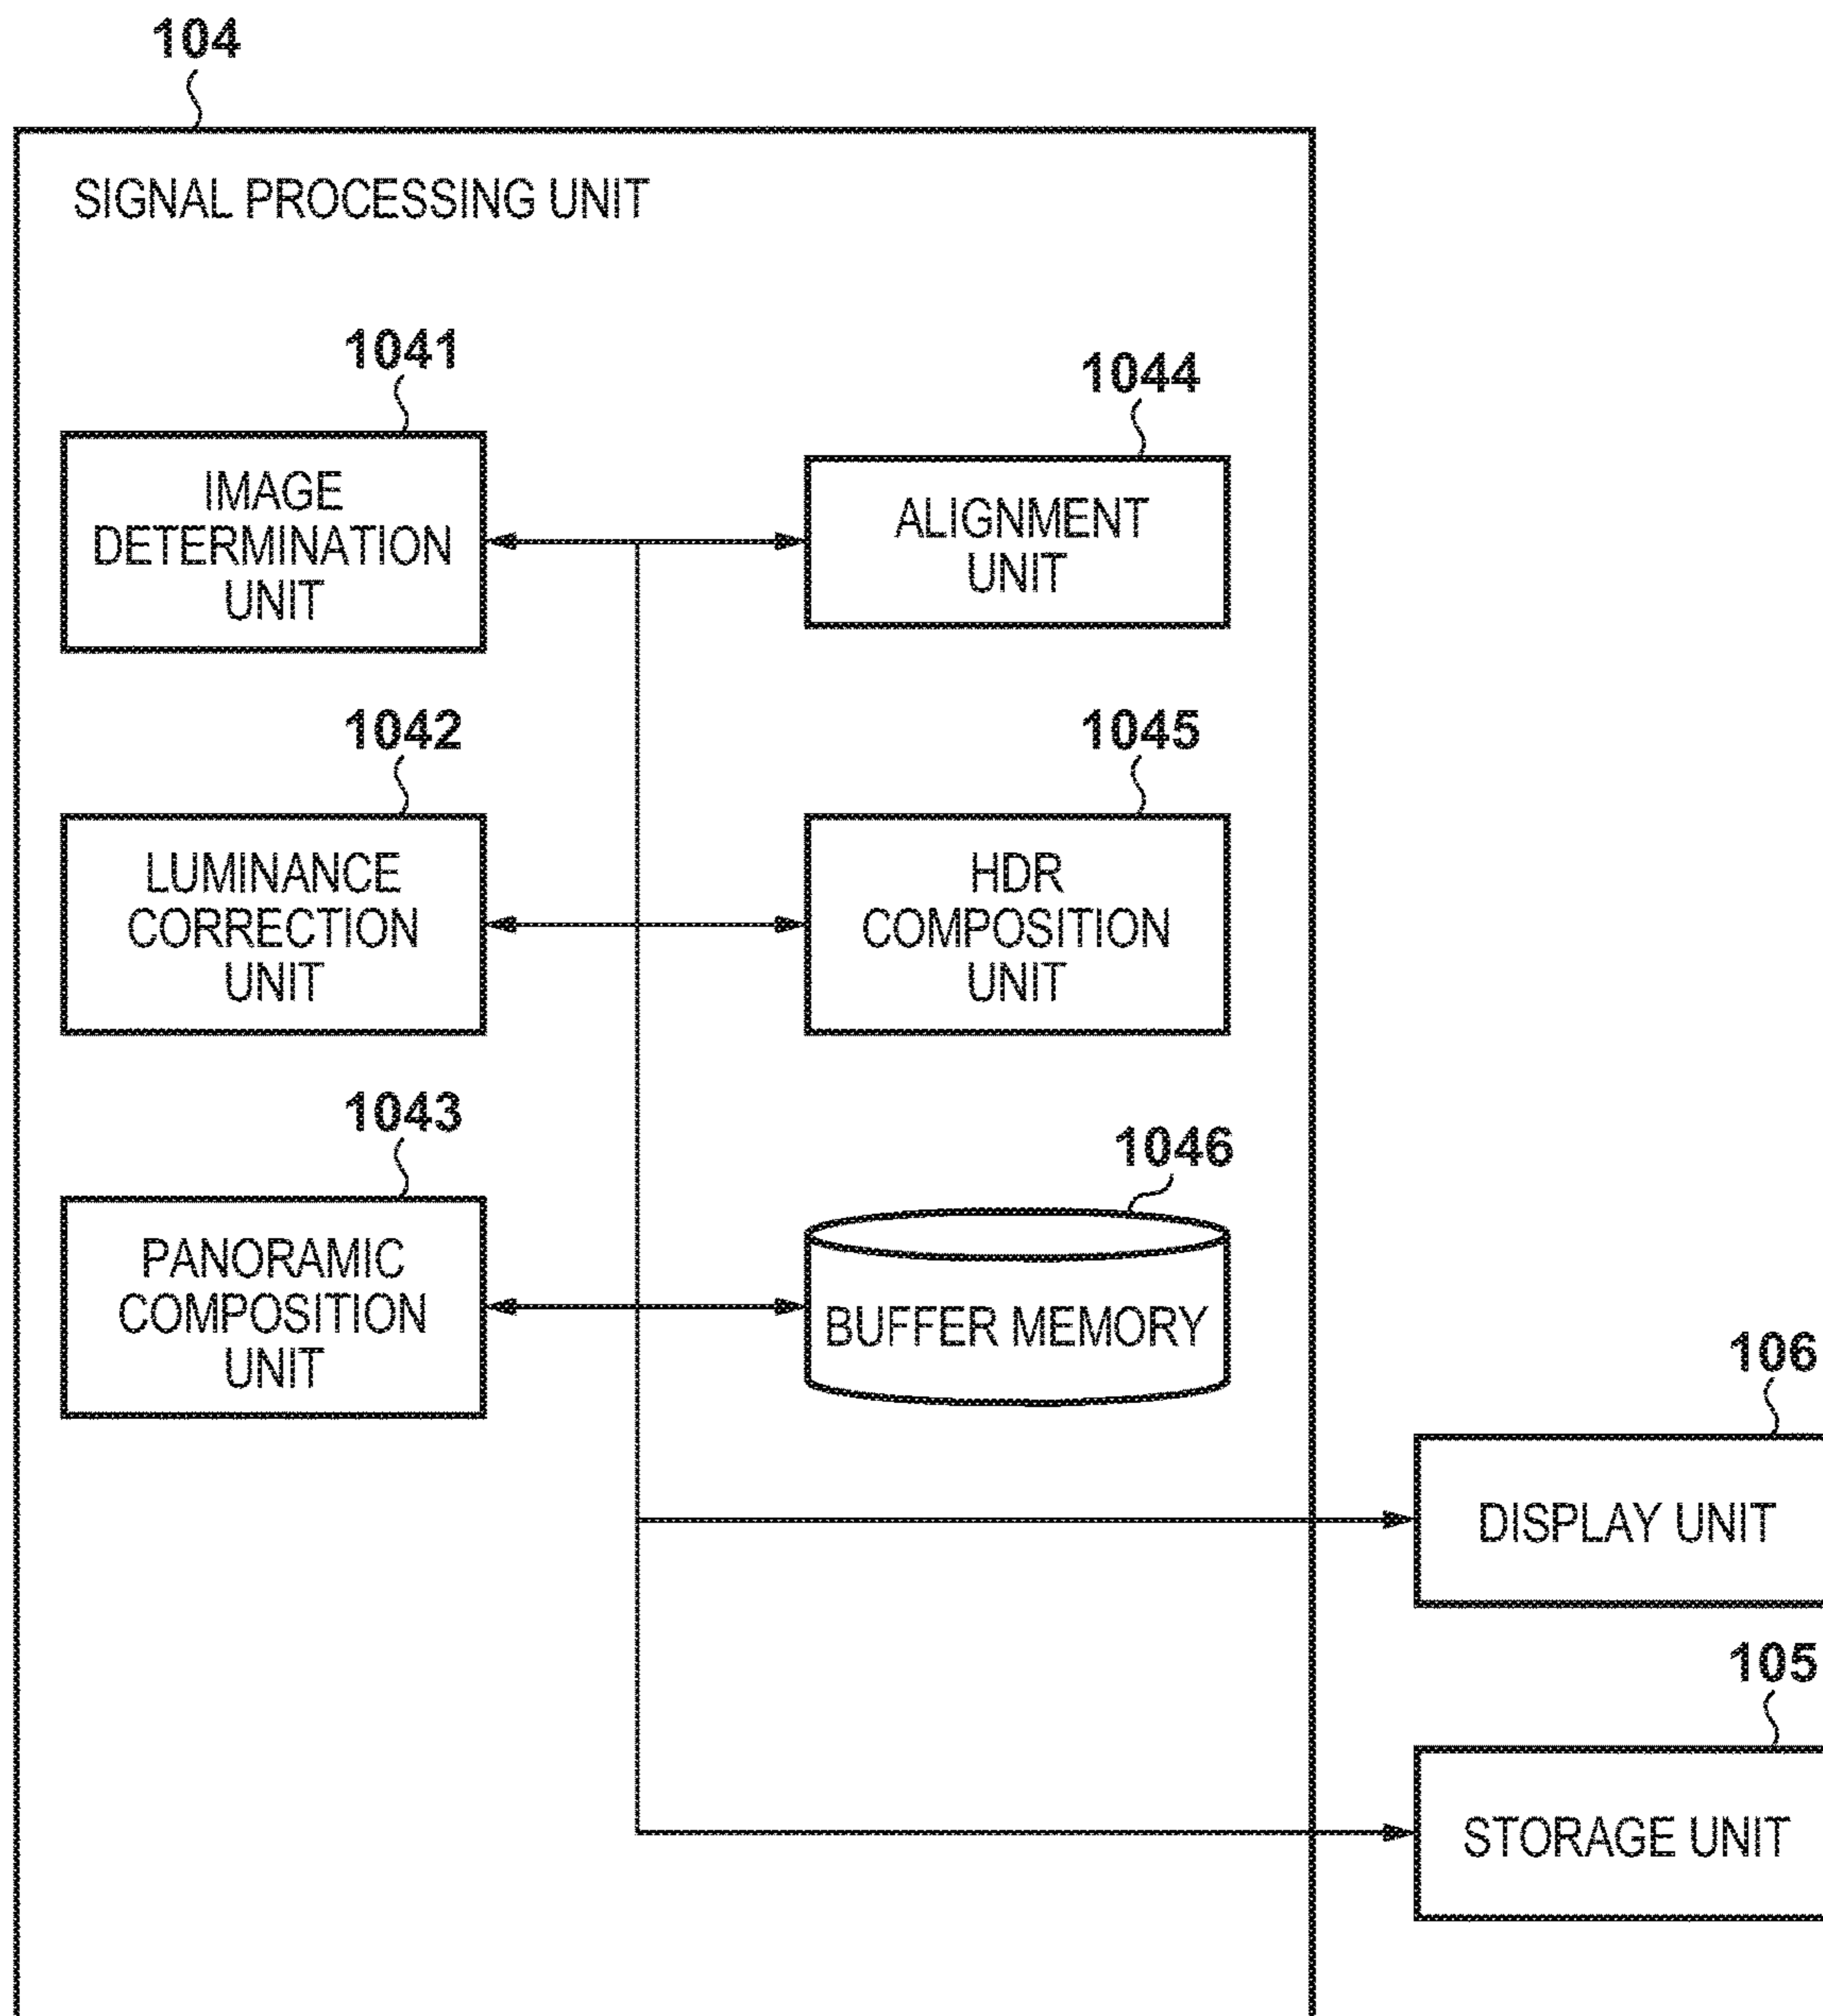 104
SIGNAL PROCESSING UNIT
1041
IMAGE
DETERMINATION
UNIT
1044
ALIGNMENT
UNIT
1042
LUMINANCE
CORRECTION
UNIT
1045
HDR
COMPOSITION
UNIT
1043
PANORAMIC
COMPOSITION
UNIT
1046
BUFFER MEMORY
106
DISPLAY UNIT
105
STORAGE UNIT